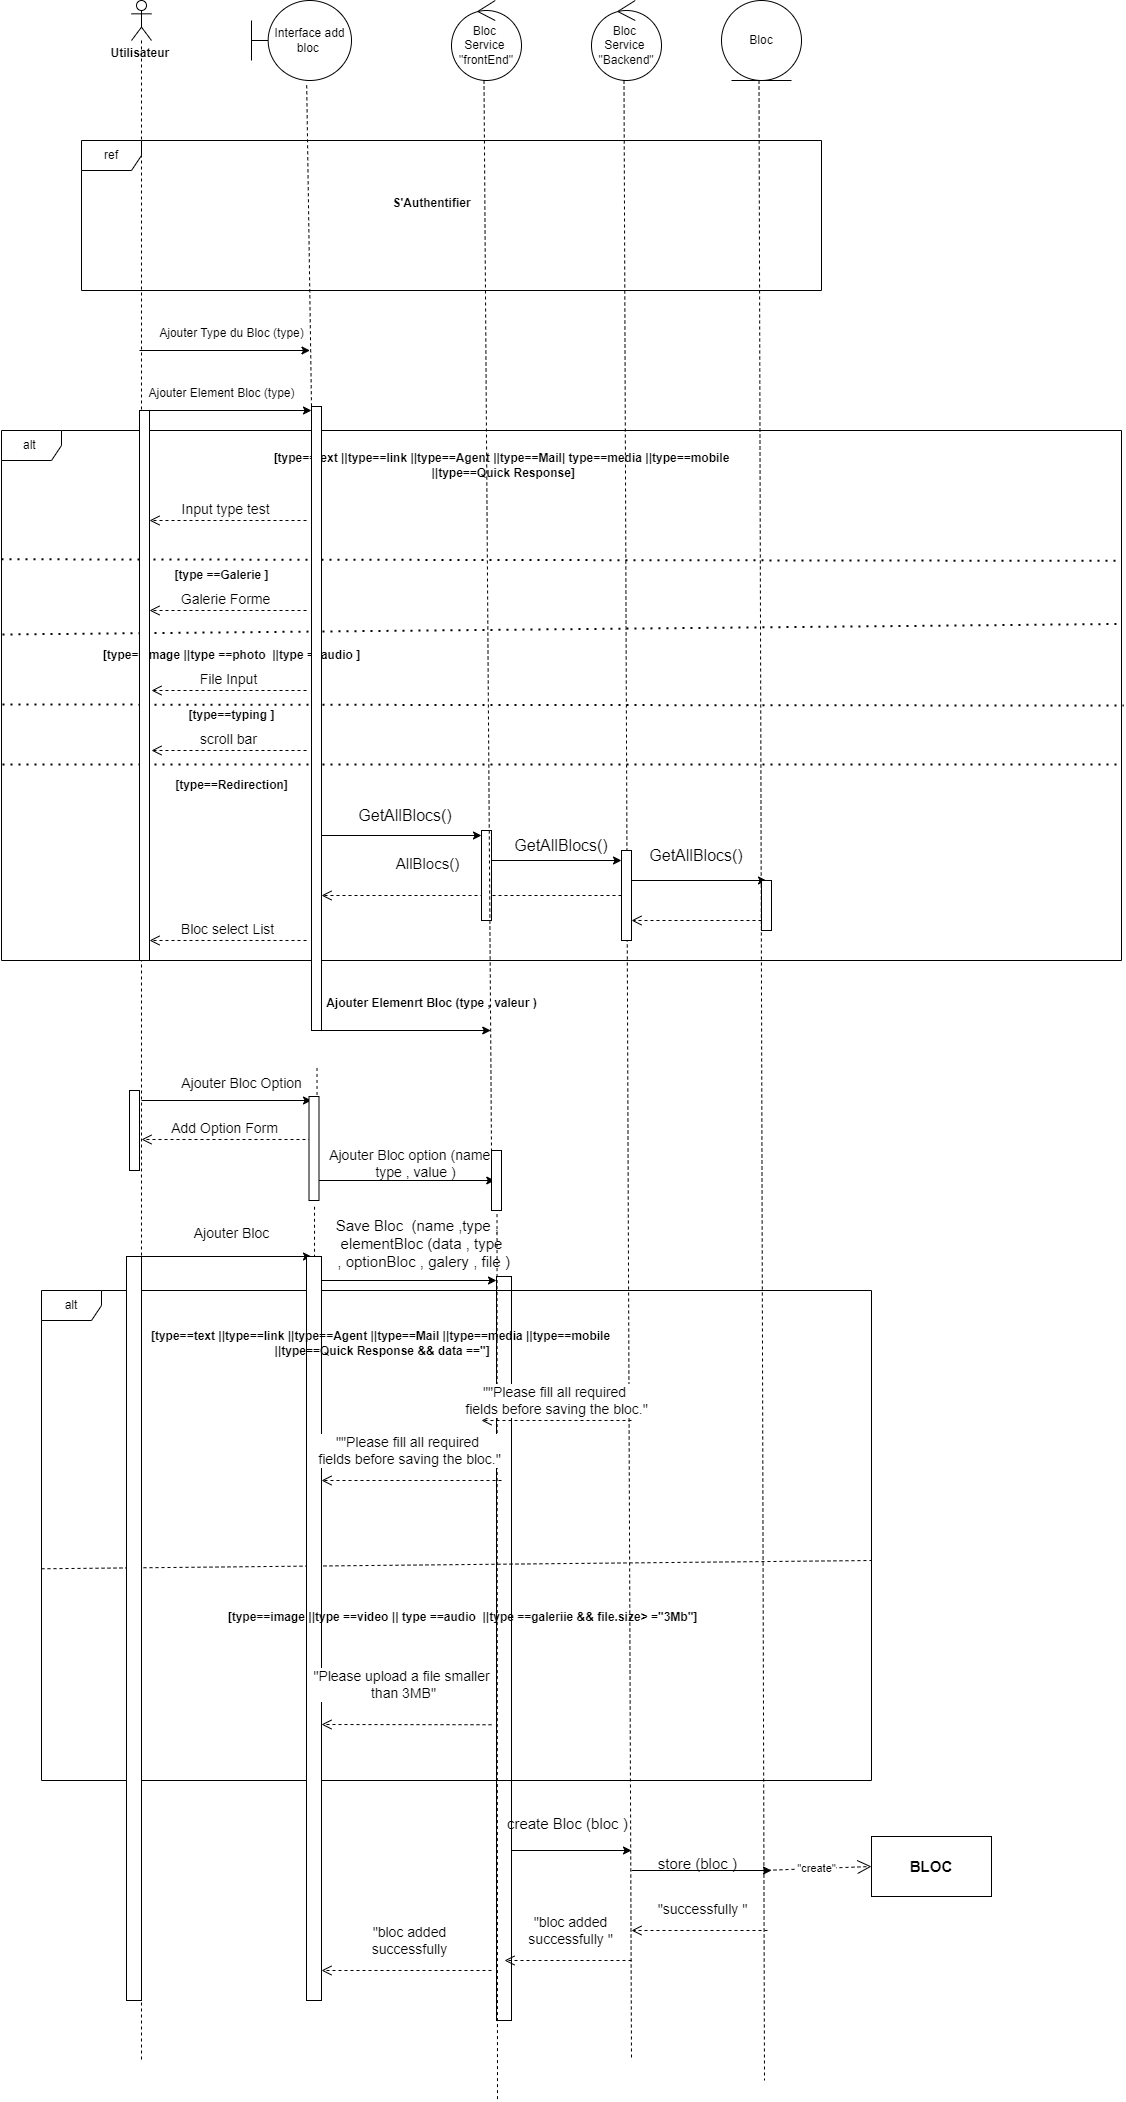 Utilisateur
Interface add
bloc
Bloc
Service
"frontEnd"
Bloc
Service
"Backend"
Bloc
ref
S'Authentifier
Ajouter Type du Bloc (type)
Ajouter Element Bloc (type)
alt
[type==text ||type==link ||type==Agent ||type==Mail| type==media ||type==mobile
||type==Quick Response]
Input type test
[type ==Galerie ]
Galerie Forme
[type==image ||type ==photo ||type ==audio ]
File Input
[type==typing ]
scroll bar
[type==Redirection]
GetAllBlocs()
GetAllBlocs()
GetAllBlocs()
AllBlocs()
Bloc select List
Ajouter Elemenrt Bloc (type , valeur )
Ajouter Bloc Option
Add Option Form
Ajouter Bloc option (name
type , value )
Ajouter Bloc
Save Bloc (name ,type ,
elementBloc (data , type
, optionBloc , galery , file )
alt
[type==text ||type==link ||type==Agent ||type==Mail ||type==media ||type==mobile
||type==Quick Response && data =='']
""Please fill all required
fields before saving the bloc."
""Please fill all required
fields before saving the bloc."
[type==image ||type ==video || type ==audio ||type ==galeriie && file.size> ="3Mb"]
"Please upload a file smaller
than 3MB"
create Bloc (bloc )
store (bloc )
"create"
BLOC
"successfully "
"bloc added
successfully "
"bloc added
successfully